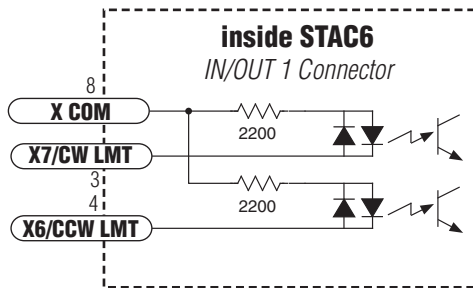 inside STAC6
IN/OUT 1 Connector
8
X COM
2200
X7/CW LMT
3
2200
4
X6/CCW LMT